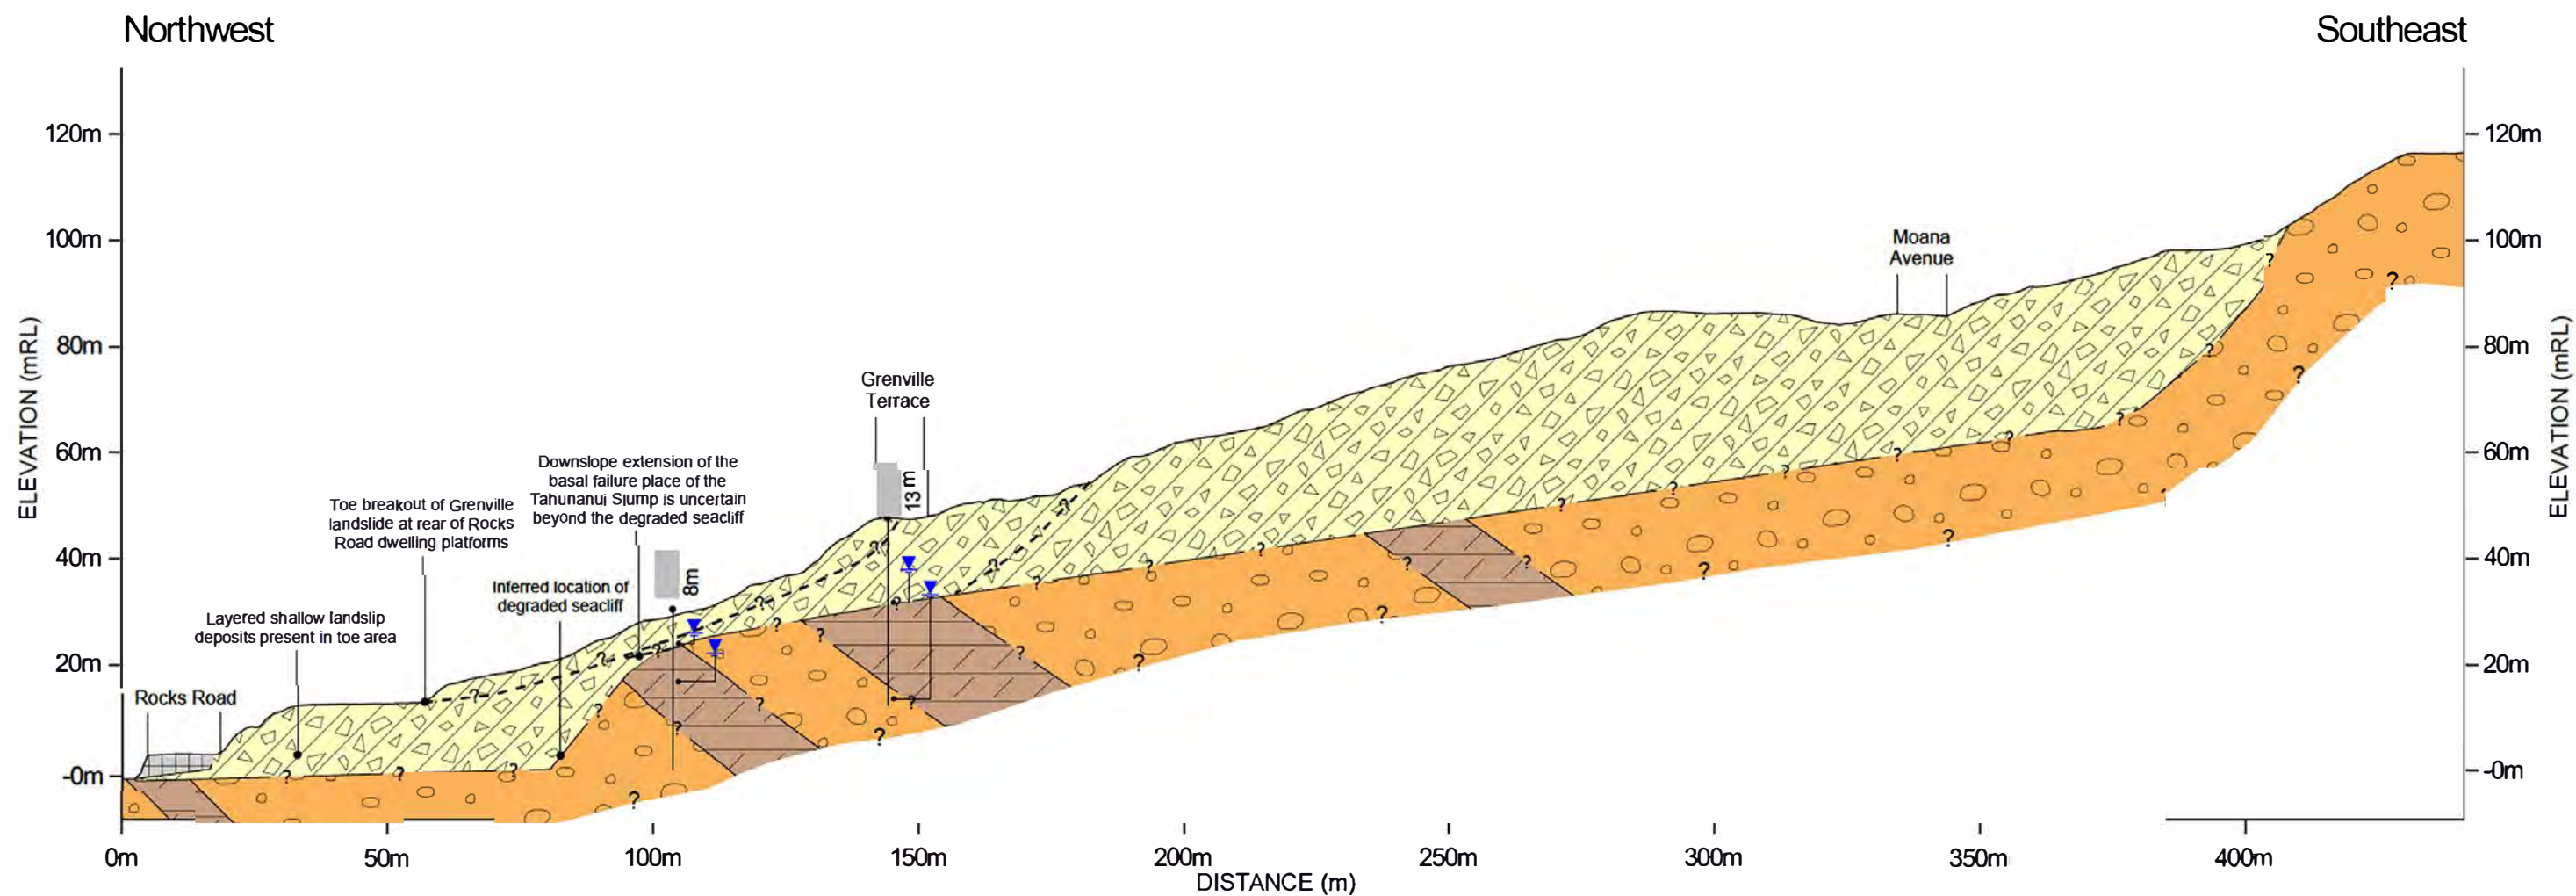 Northwest
Southeast
120m
100m
80m
60m
40m
20m
-0m
ELEVATION (mRL)
Rocks Road
Layered shallow landslip
deposits present in toe area
Toe breakout of Grenville
landslide at rear of Rocks
Road dwelling platforms
Inferred location of
degraded seacliff
Downslope extension of the
basal failure place of the
Tahunanui Slump is uncertain
beyond the degraded seacliff
8m
Grenville
Terrace
13 m
Moana
Avenue
120m
100m
80m
60m
40m
20m
-0m
ELEVATION (mRL)
0m
50m
100m
150m
200m
250m
300m
350m
400m
DISTANCE (m)